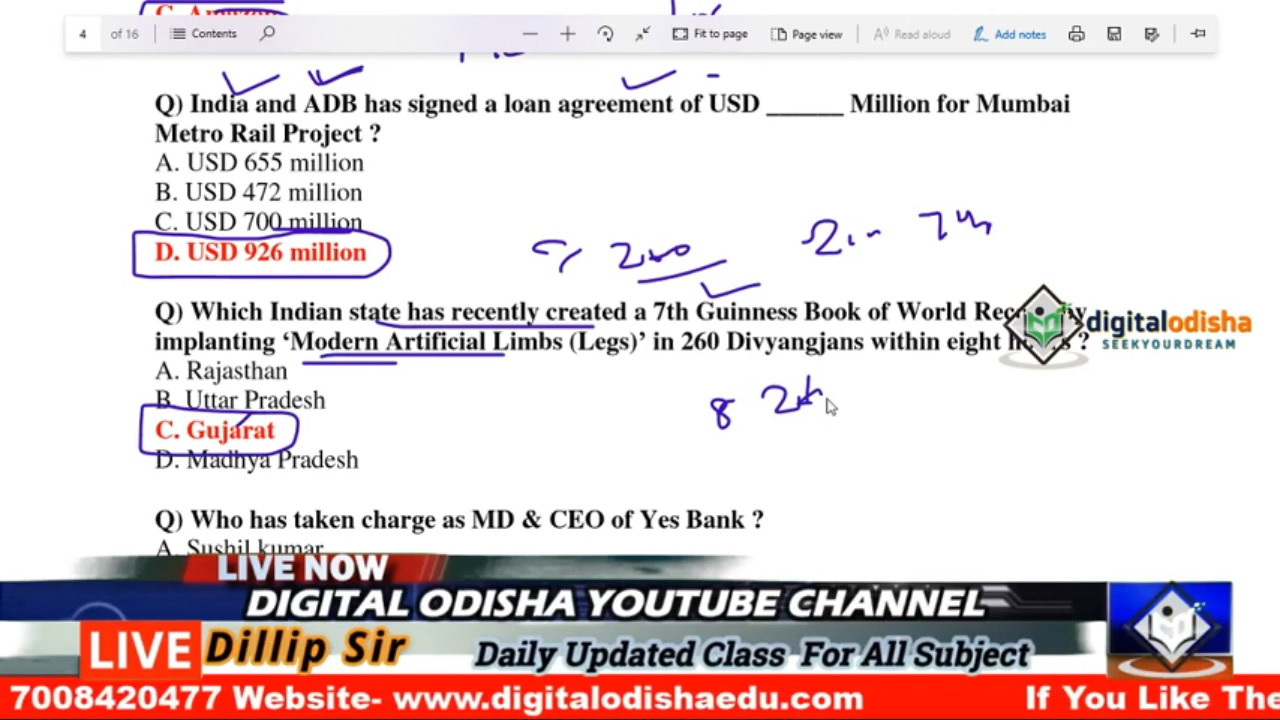 C. Amazon
4 of 16 Contents Fit to page Page view Read aloud Add notes
Q) India and ADB has signed a loan agreement of USD ______ Million for Mumbai
Metro Rail Project ?
A. USD 655 million
B. USD 472 million
C. USD 700 million
D. USD 926 million
Q) Which Indian state has recently created a 7th Guinness Book of World
implanting ‘Modern Artificial Limbs (Legs)’ in 260 Divyangjans within eight ?
digitalodisha
SEEKYOURDREAM
A. Rajasthan
B. Uttar Pradesh
8
C. Gujarat
D. Madhya Pradesh
Q) Who has taken charge as MD & CEO of Yes Bank ?
A. Sushil kumar
LIVE NOW
DIGITAL ODISHA YOUTUBE CHANNEL
LIVE Dillip Sir Daily Updated Class For All Subject
7008420477 Website- www.digitalodishaedu.com If You Like The